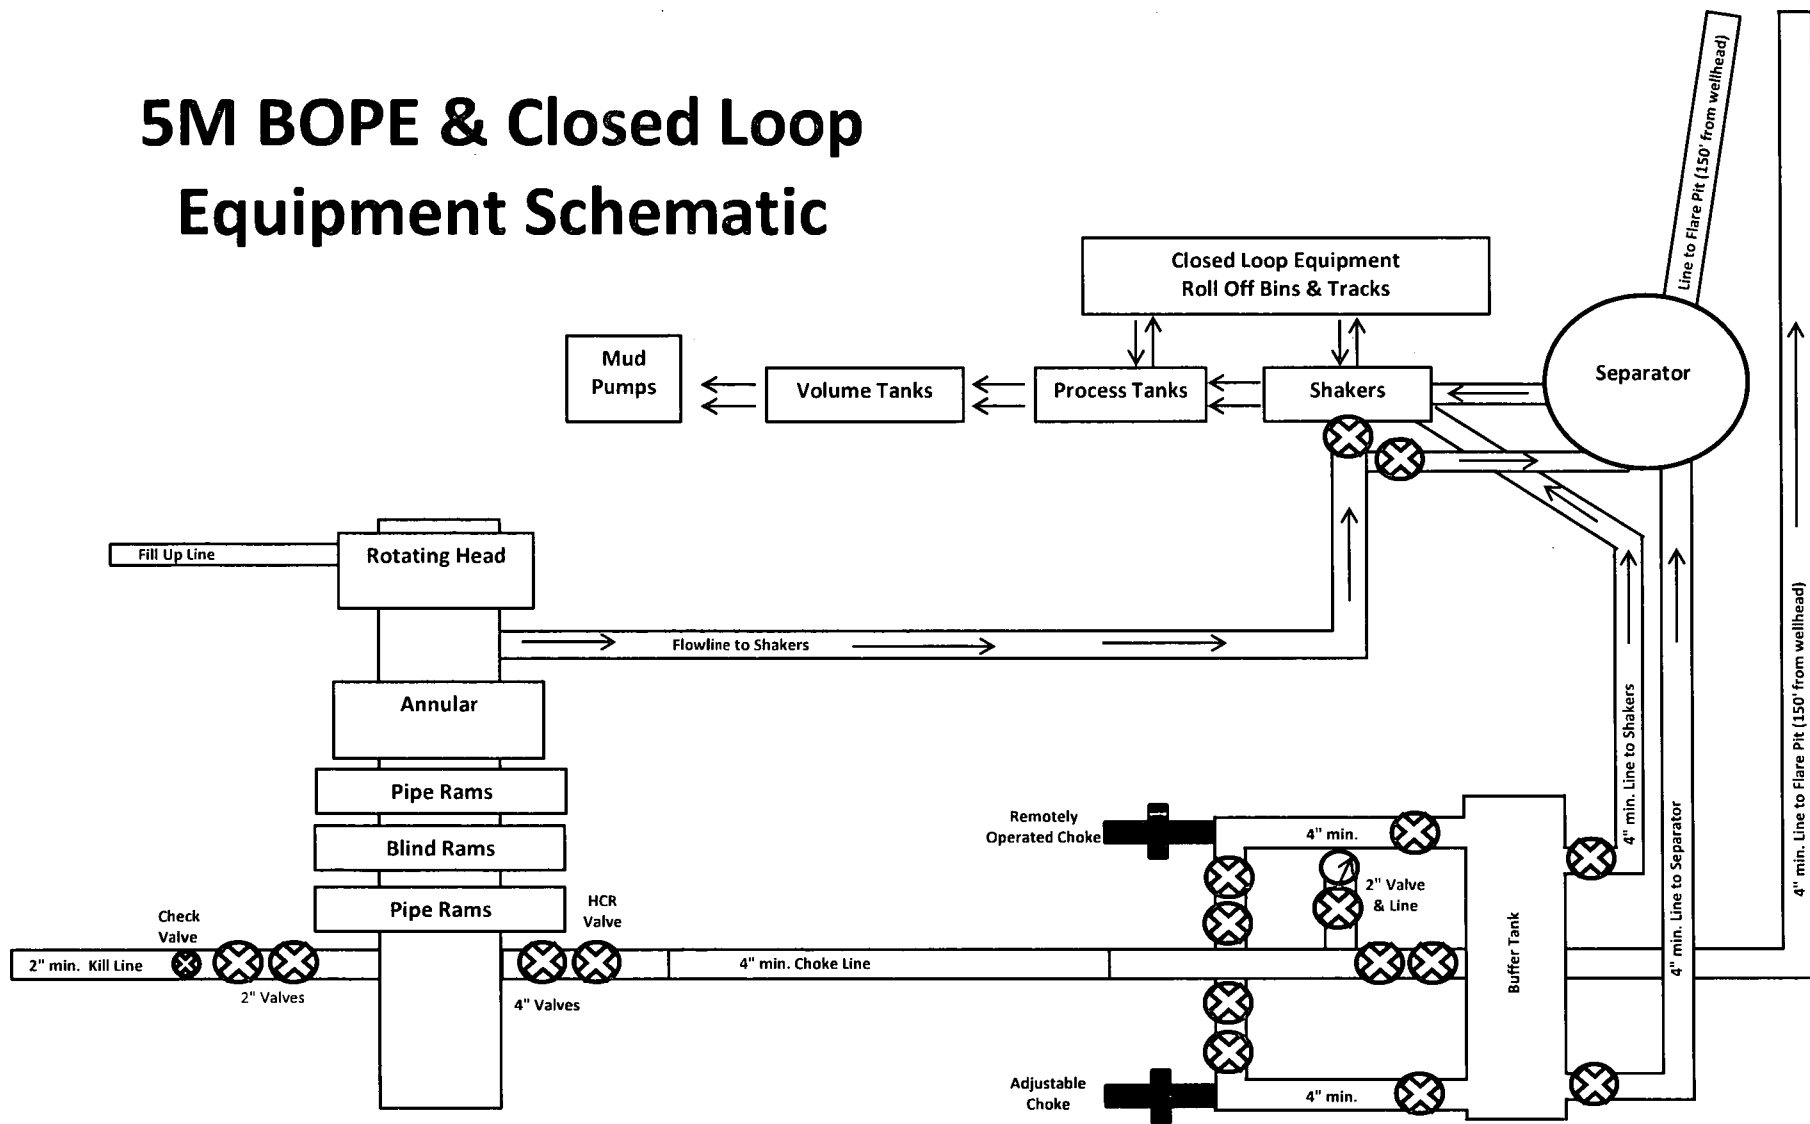 5M BOPE & Closed Loop
Equipment Schematic
Line to Flare Pit (150' from wellhead)
Closed Loop Equipment
Roll Off Bins & Tracks
Mud
Pumps
Volume Tanks
Process Tanks
Shakers
Separator
Fill Up Line
Rotating Head
Flowline to Shakers
Annular
Pipe Rams
Blind Rams
Pipe Rams
Check
Valve
HCR
Valve
2" min. Kill Line
2" Valves
4" Valves
4" min. Choke Line
Remotely
Operated Choke
4" min.
2" Valve
& Line
Adjustable
Choke
4" min.
Buffer Tank
4" min. Line to Shakers
4" min. Line to Separator
4" min. Line to Flare Pit (150' from wellhead)